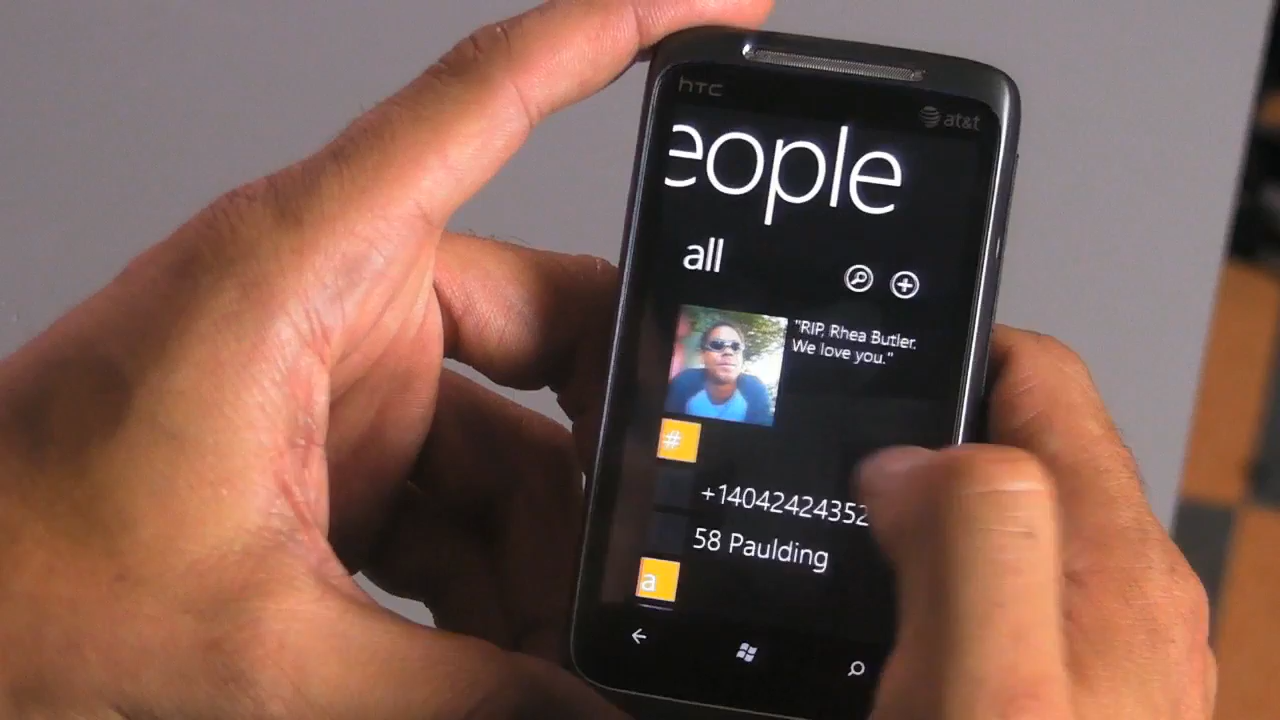 hTC
at&t
eople
all
"RIP, Rhea Butler.
We love you."
#
+14042424352
58 Paulding
a